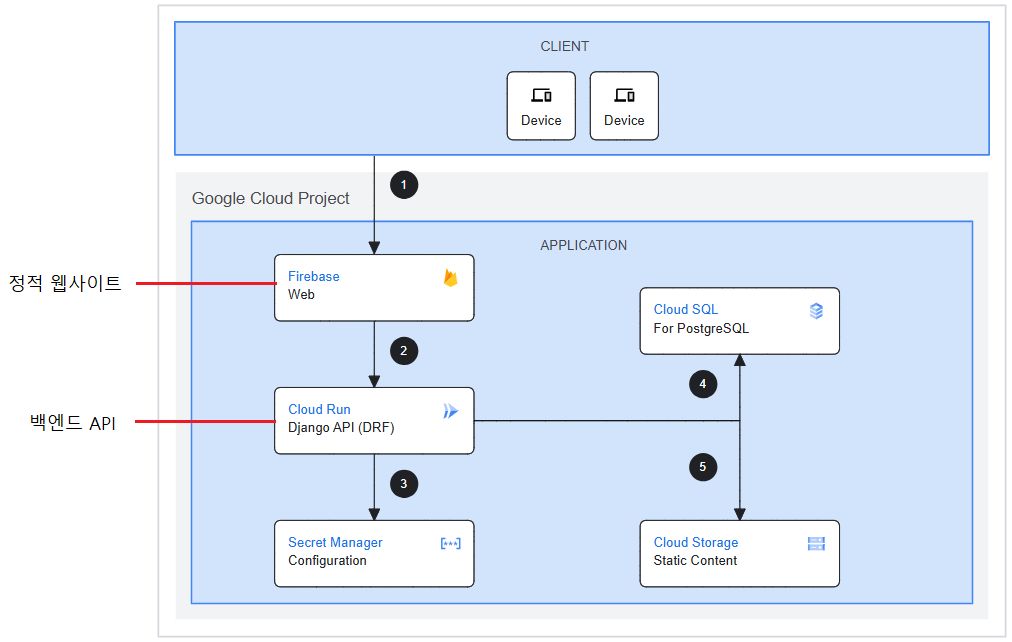 CLIENT
Device
Device
1
Google Cloud Project
APPLICATION
정적 웹사이트
Firebase
Web
Cloud SQL
For PostgreSQL
2
4
백엔드 API
Cloud Run
Django API (DRF)
3
5
Secret Manager
Configuration
[***]
Cloud Storage
Static Content